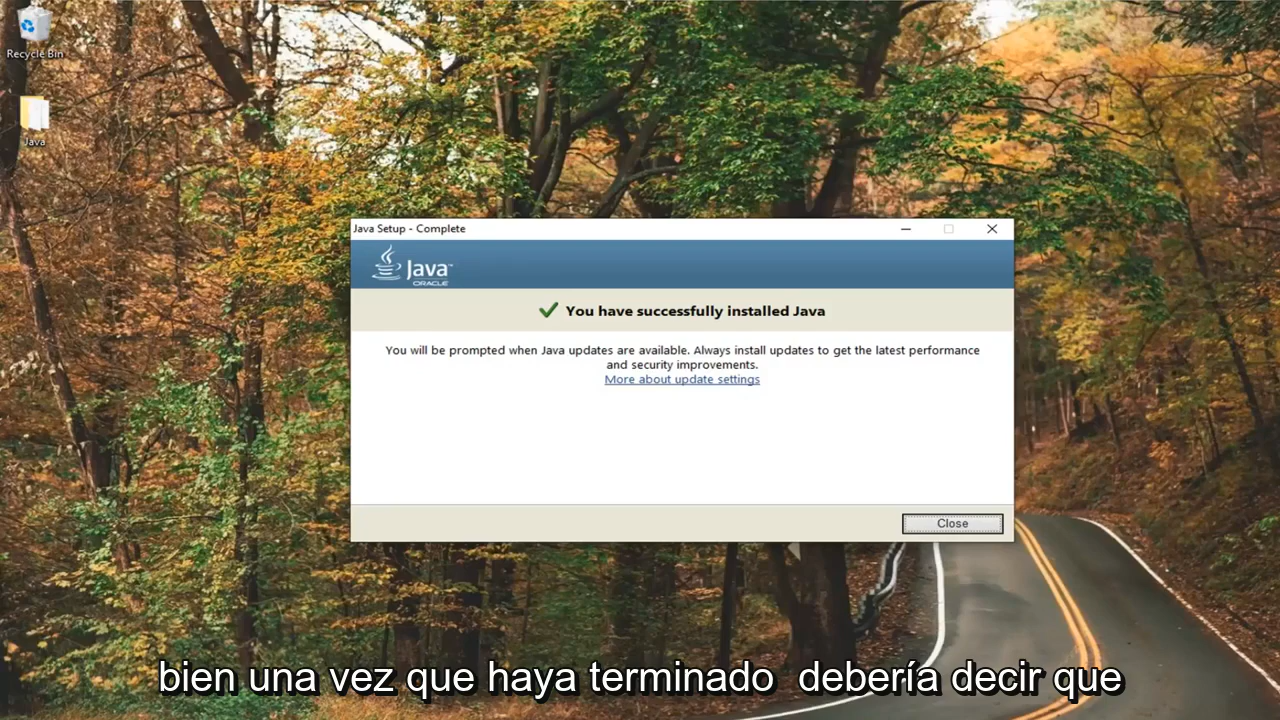 Recycle Bin
Java
Java Setup - Complete
Java™
ORACLE
You have successfully installed Java
You will be prompted when Java updates are available. Always install updates to get the latest performance
and security improvements.
More about update settings
Close
bien una vez que haya terminado debería decir que